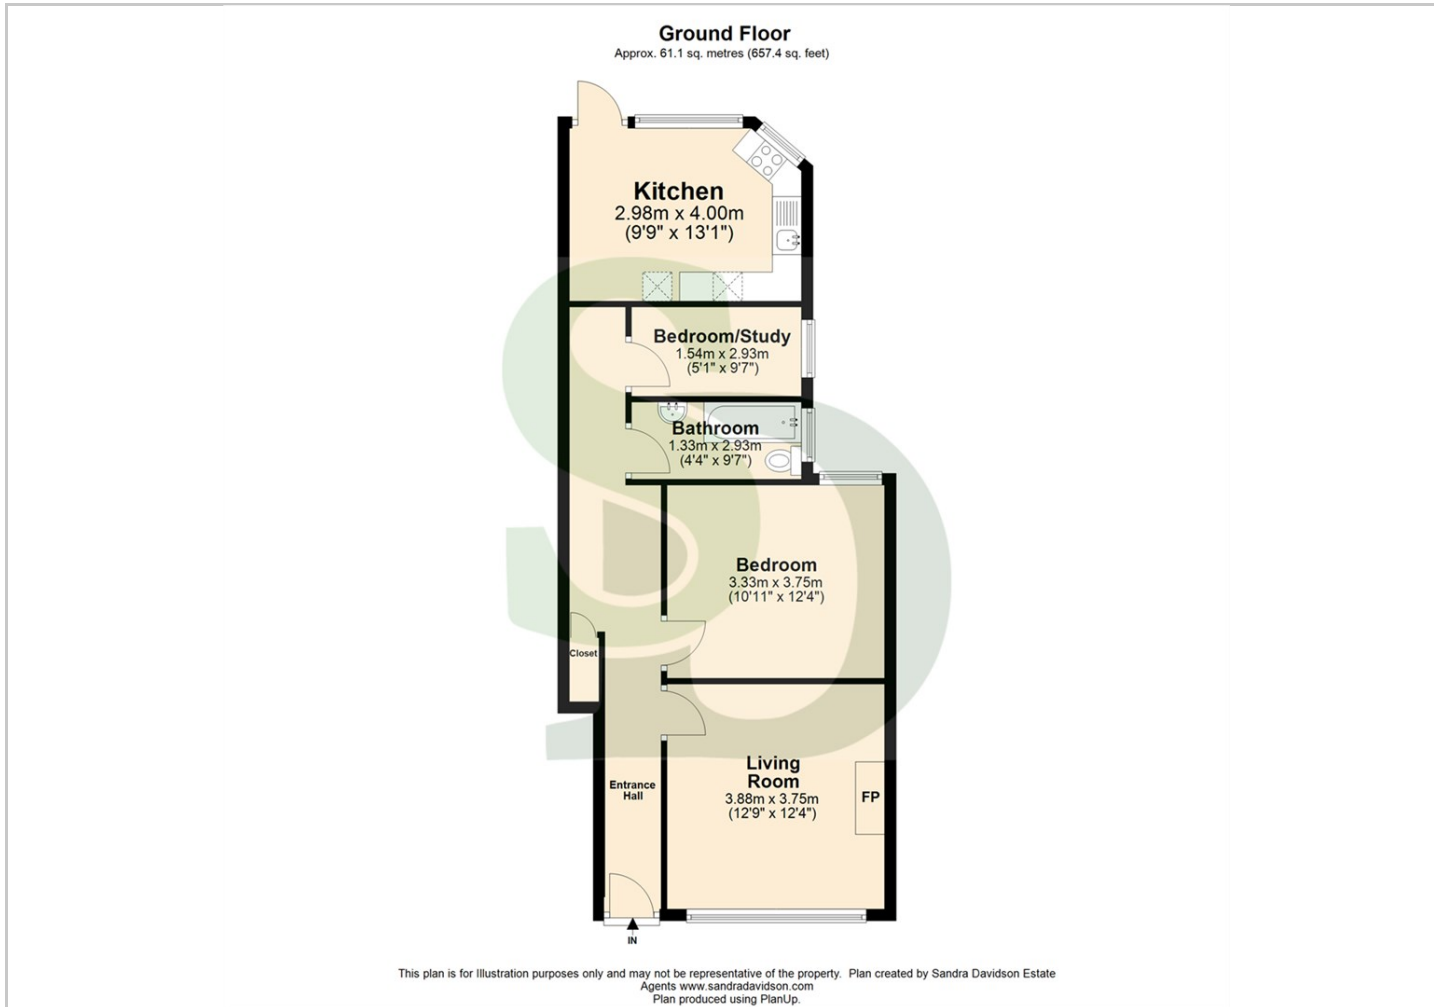 Ground Floor
Approx. 61.1 sq. metres (657.4 sq. feet)
Kitchen
2.98m x 4.00m
(9'9" x 13'1")
Bedroom/Study
1.54m x 2.93m
(5'1" x 9'7")
Bathroom
1.33m x 2.93m
(4'4" x 9'7")
Bedroom
3.33m x 3.75m
(10'11" x 12'4")
Closet
Living
Room
3.88m x 3.75m
(12'9" x 12'4")
FP
Entrance
Hall
IN
This plan is for Illustration purposes only and may not be representative of the property. Plan created by Sandra Davidson Estate
Agents www.sandradavidson.com
Plan produced using PlanUp.